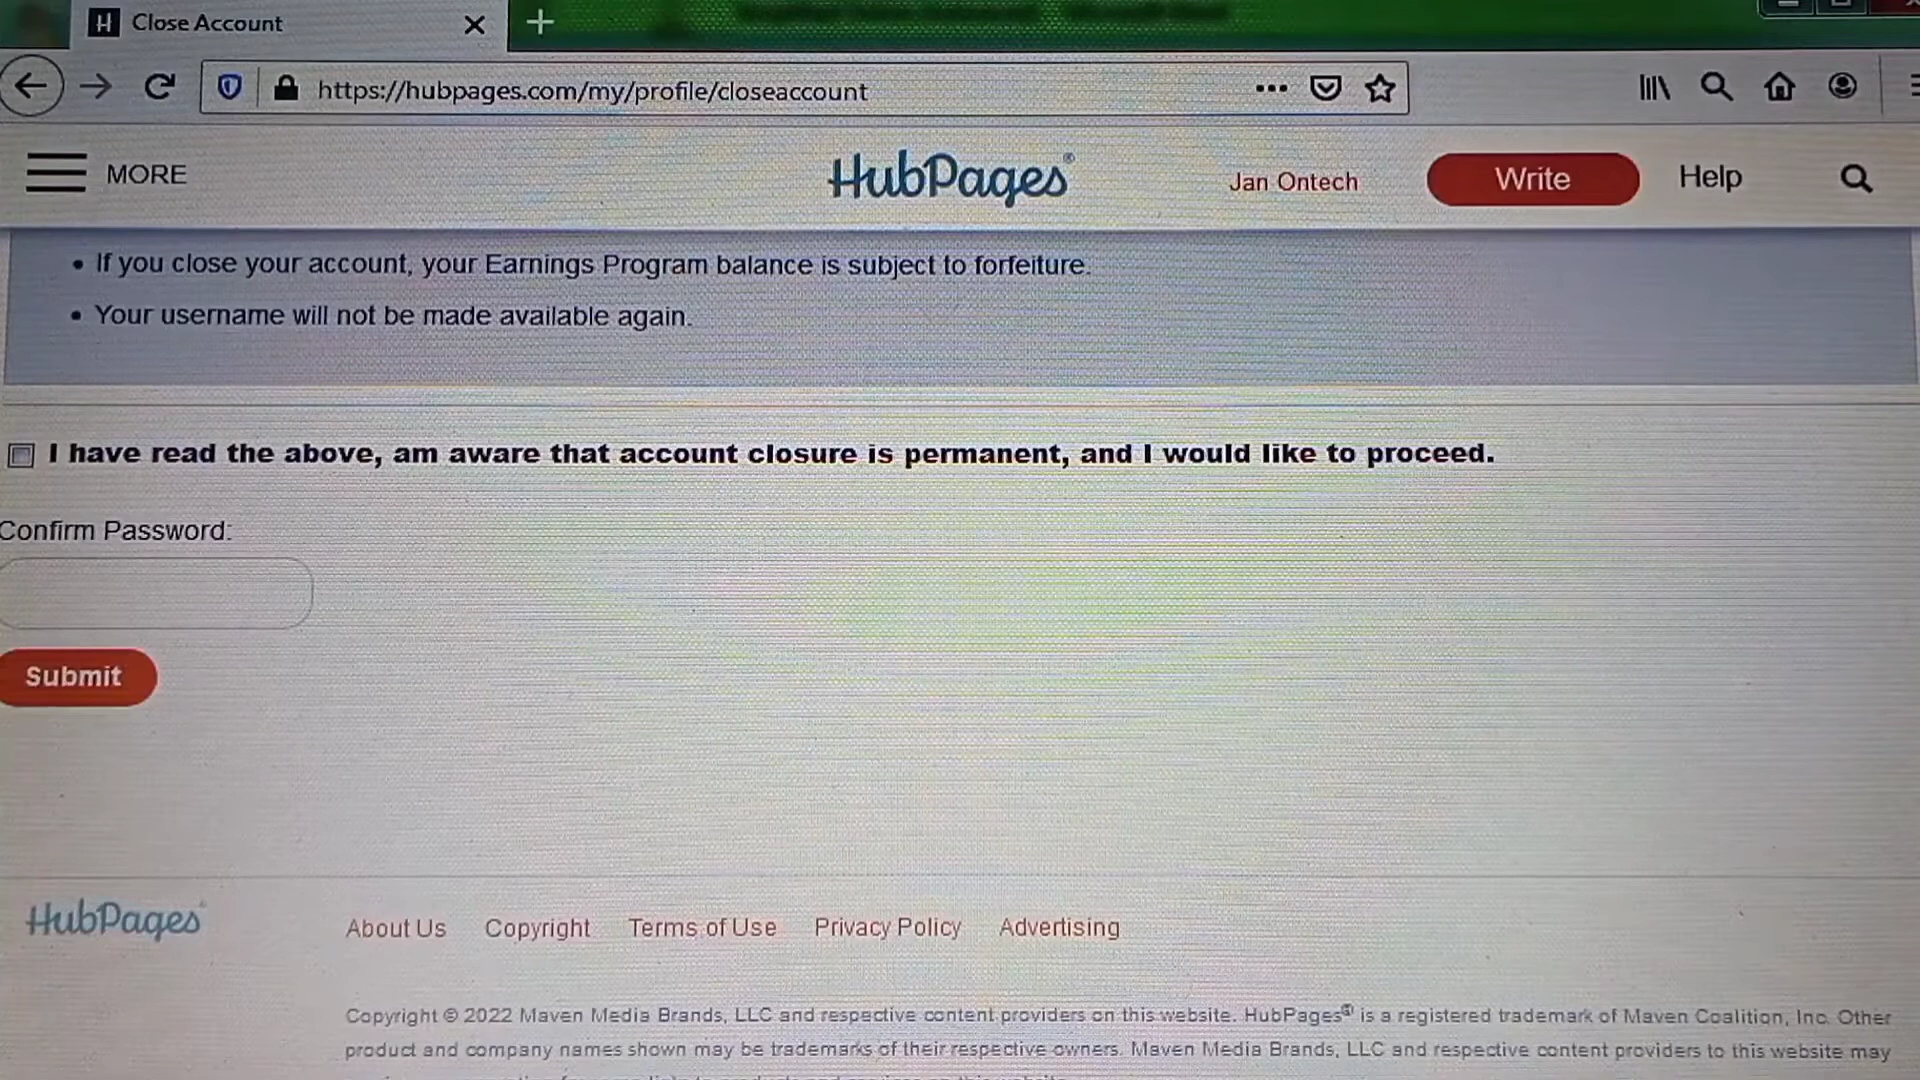 Close Account
https://hubpages.com/my/profile/closeaccount
MORE
HubPages®
Jan Ontech
Write
Help
• If you close your account, your Earnings Program balance is subject to forfeiture.
• Your username will not be made available again.
I have read the above, am aware that account closure is permanent, and I would like to proceed.
Confirm Password:
Submit
HubPages
About Us Copyright Terms of Use Privacy Policy Advertising
Copyright © 2022 Maven Media Brands, LLC and respective content providers on this website. HubPages® is a registered trademark of Maven Coalition, Inc. Other
product and company names shown may be trademarks of their respective owners. Maven Media Brands, LLC and respective content providers to this website may